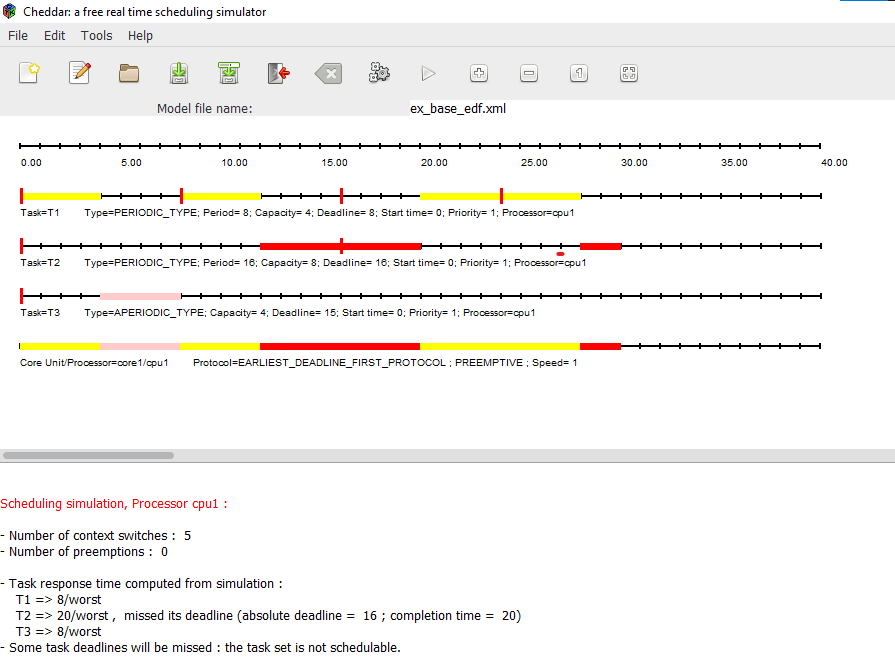 Cheddar: a free real time scheduling simulator
File Edit Tools Help
1
Model file name: ex_base_edf.xml
0.00 5.00 10.00 15.00 20.00 25.00 30.00 35.00 40.00
Task=T1 Type=PERIODIC_TYPE; Period= 8; Capacity= 4; Deadline= 8; Start time= 0; Priority= 1; Processor=cpu1
Task=T2 Type=PERIODIC_TYPE; Period= 16; Capacity= 8; Deadline= 16; Start time= 0; Priority= 1; Processor=cpu1
Task=T3 Type=APERIODIC_TYPE; Capacity= 4; Deadline= 15; Start time= 0; Priority= 1; Processor=cpu1
Core Unit/Processor=core1/cpu1 Protocol=EARLIEST_DEADLINE_FIRST_PROTOCOL ; PREEMPTIVE ; Speed= 1
Scheduling simulation, Processor cpu1 :
- Number of context switches : 5
- Number of preemptions : 0
- Task response time computed from simulation :
T1 => 8/worst
T2 => 20/worst , missed its deadline (absolute deadline = 16 ; completion time = 20)
T3 => 8/worst
- Some task deadlines will be missed : the task set is not schedulable.